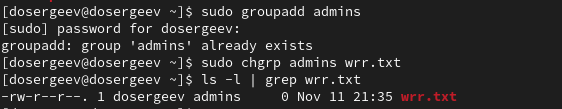 [dosergeev@dosergeev ~]$ sudo groupadd admins
[sudo] password for dosergeev:
groupadd: group 'admins' already exists
[dosergeev@dosergeev ~]$ sudo chgrp admins wrr.txt
[dosergeev@dosergeev ~]$ ls -l | grep wrr.txt
-rw-r--r--. 1 dosergeev admins     0 Nov 11 21:35 wrr.txt